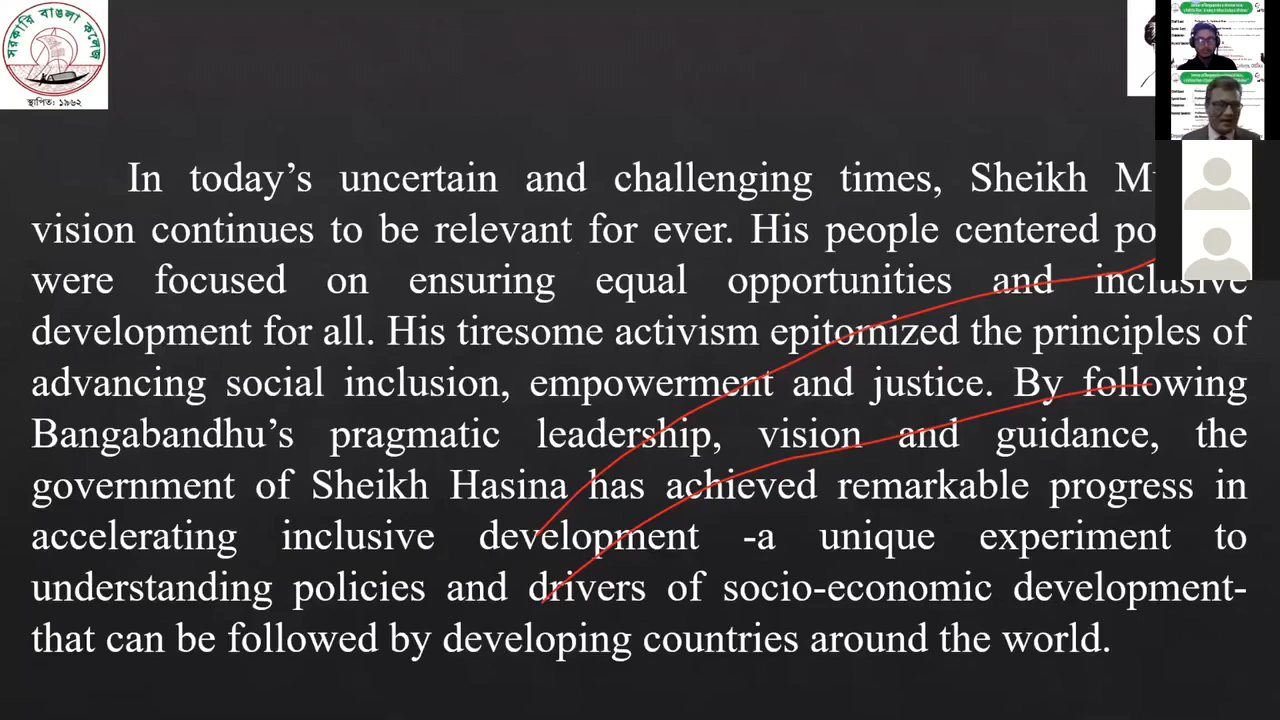 সরকারি বাঙলা কলেজ
স্থাপিত: ১৯৬২
In today’s uncertain and challenging times, Sheikh
vision continues to be relevant for ever. His people centered
were focused on ensuring equal opportunities and inclusive
development for all. His tiresome activism epitomized the principles of
advancing social inclusion, empowerment and justice. By following
Bangabandhu’s pragmatic leadership, vision and guidance, the
government of Sheikh Hasina has achieved remarkable progress in
accelerating inclusive development -a unique experiment to
understanding policies and drivers of socio-economic development-
that can be followed by developing countries around the world.